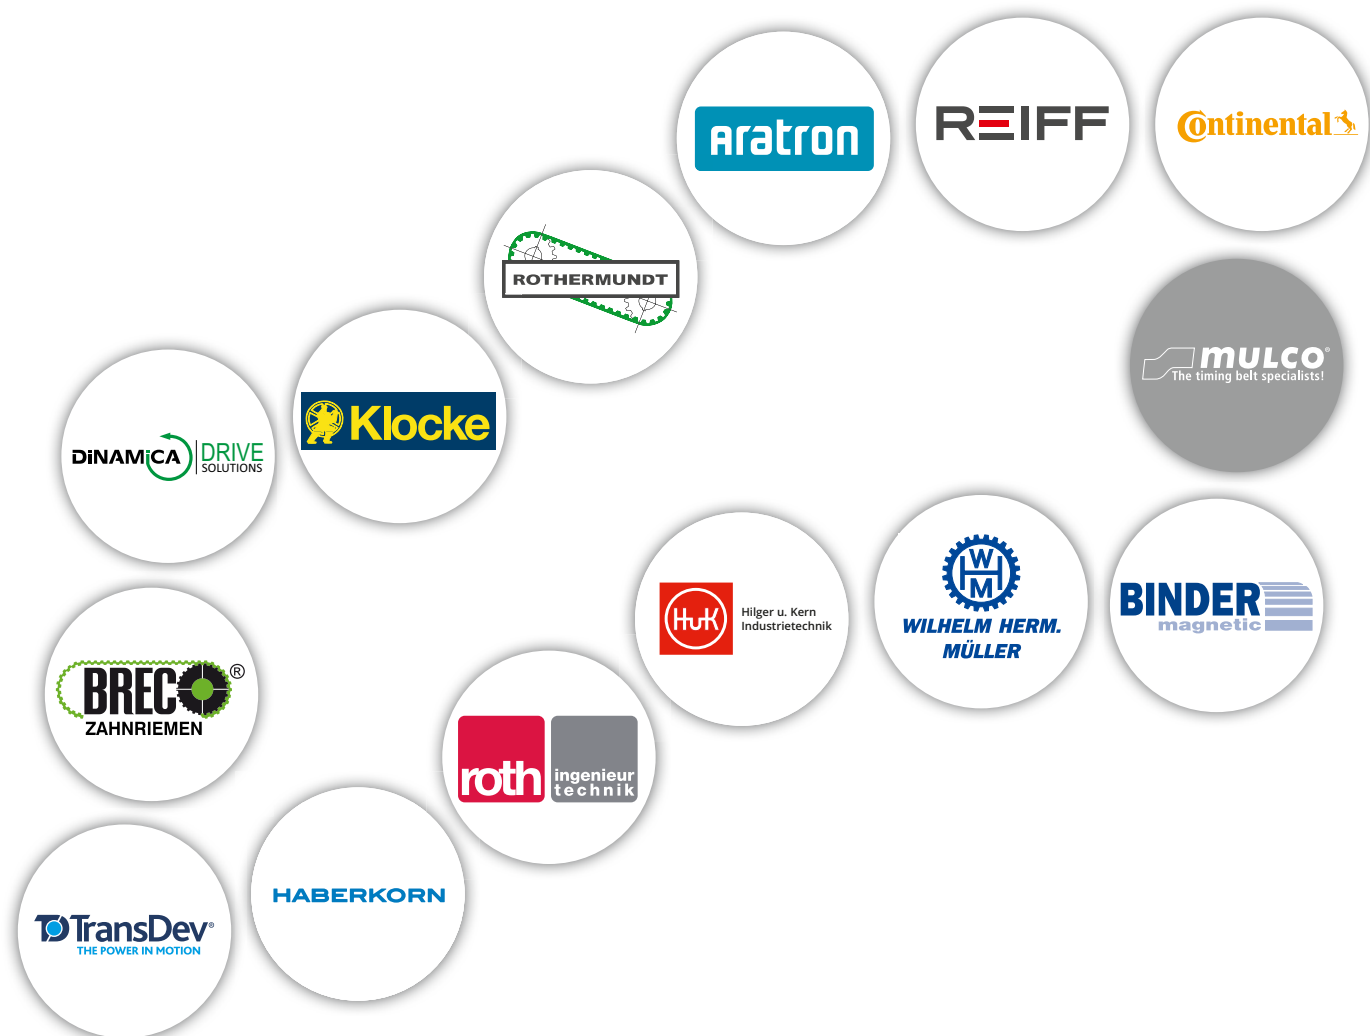 aratron
REIFF
Continental
ROTHERMUNDT
mulco®
The timing belt specialists!
Klocke
DiNAMiCA
DRIVE
SOLUTIONS
HuK
Hilger u. Kern
Industrietechnik
WHM
WILHELM HERM.
MÜLLER
BINDER
magnetic
BRECO®
ZAHNRIEMEN
roth
ingenieur
technik
HABERKORN
TransDev®
THE POWER IN MOTION